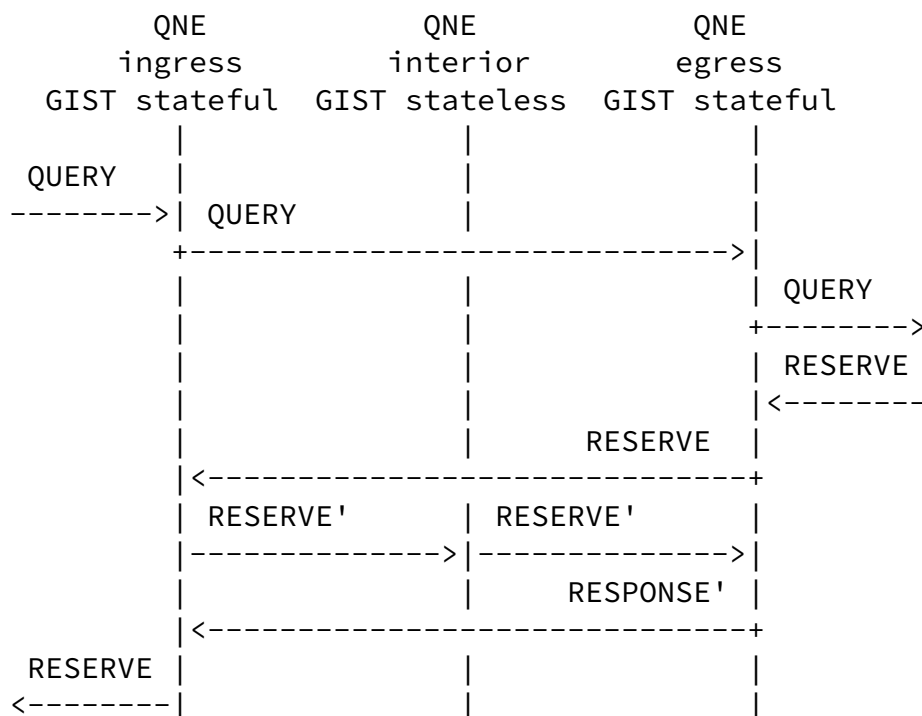 QNE QNE QNE
ingress interior egress
GIST stateful GIST stateless GIST stateful
QUERY
QUERY
QUERY
RESERVE
RESERVE
RESERVE' RESERVE'
RESPONSE'
RESERVE